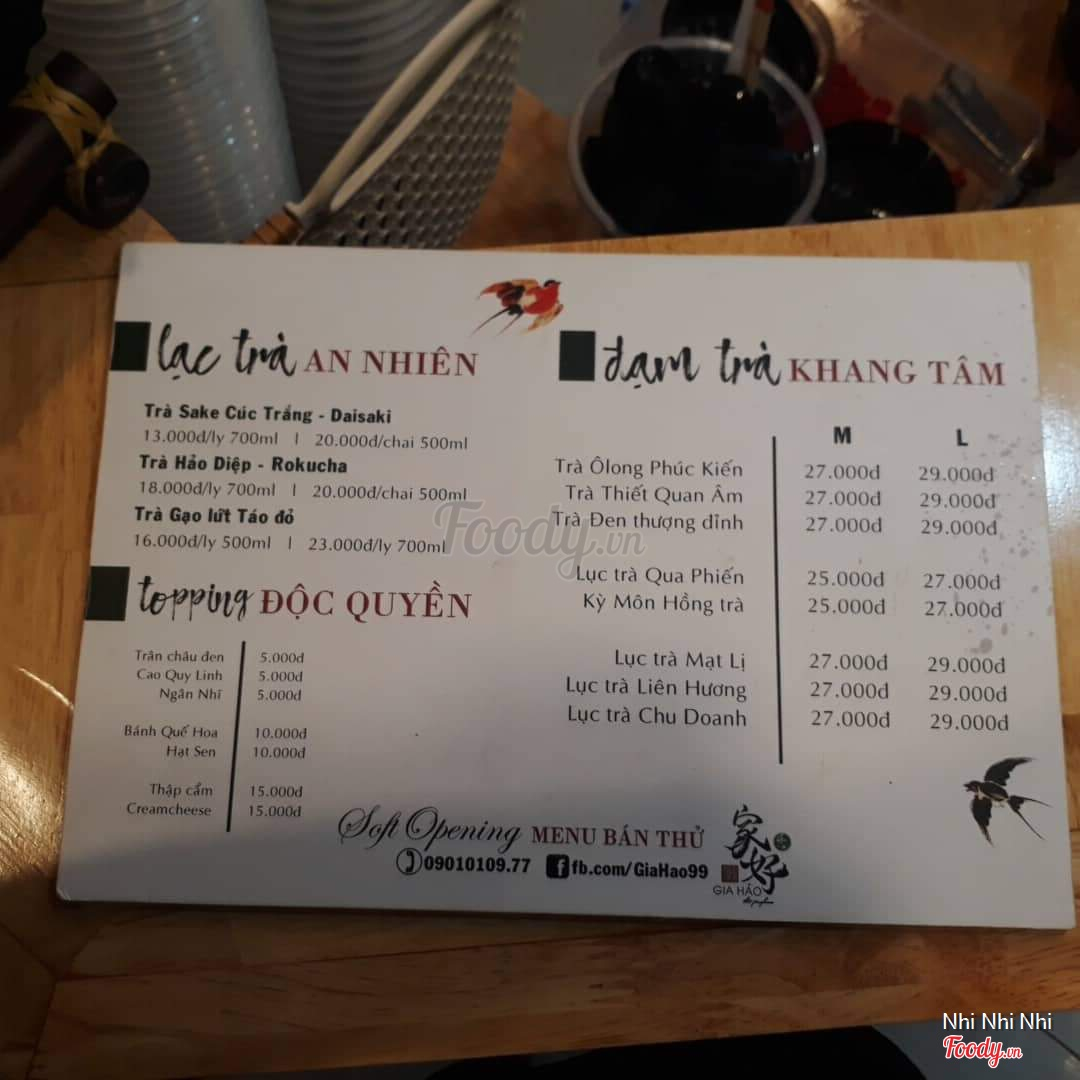 lạc trà AN NHIÊN
Trà Sake Cúc Trắng - Daisaki
13.000đ/ly 700ml | 20.000đ/chai 500ml
Trà Hảo Diệp - Rokucha
18.000đ/ly 700ml | 20.000đ/chai 500ml
Trà Gạo lứt Táo đỏ
16.000đ/ly 500ml | 23.000đ/ly 700ml
topping ĐỘC QUYỀN
Trân châu đen 5.000đ
Cao Quy Linh 5.000đ
Ngân Nhĩ 5.000đ
Bánh Quế Hoa 10.000đ
Hạt Sen 10.000đ
Thập cẩm 15.000đ
Creamcheese 15.000đ
đạm trà KHANG TÂM
M L
Trà Ôlong Phúc Kiến 27.000đ 29.000đ
Trà Thiết Quan Âm 27.000đ 29.000đ
Trà Đen thượng đỉnh 27.000đ 29.000đ
Lục trà Qua Phiến 25.000đ 27.000đ
Kỳ Môn Hồng trà 25.000đ 27.000đ
Lục trà Mạt Lị 27.000đ 29.000đ
Lục trà Liên Hương 27.000đ 29.000đ
Lục trà Chu Doanh 27.000đ 29.000đ
Soft Opening MENU BÁN THỬ
09010109.77 fb.com/GiaHao99
家好
GIA HẢO
Foody.vn
Nhi Nhi Nhi
Foody.vn